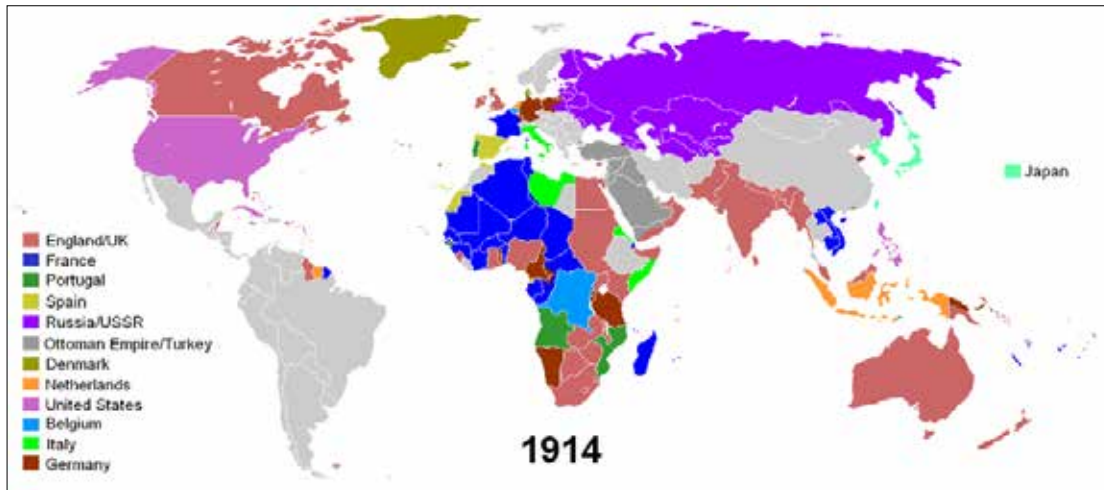 Japan
England/UK
France
Portugal
Spain
Russia/USSR
Ottoman Empire/Turkey
Denmark
Netherlands
United States
Belgium
Italy
Germany
1914